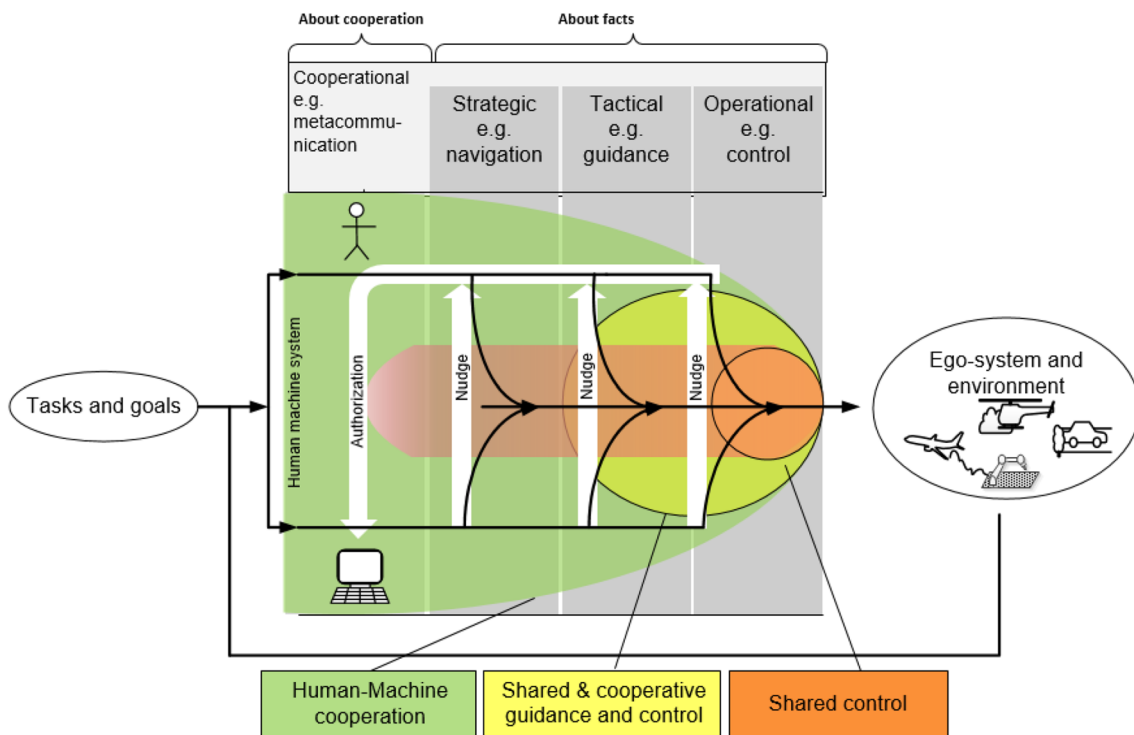 About cooperation
About facts
Cooperational
e.g.
metacommu-
nication
Strategic
e.g.
navigation
Tactical
e.g.
guidance
Operational
e.g.
control
Human machine system
Authorization
Nudge
Nudge
Nudge
Tasks and goals
Ego-system and
environment
Human-Machine
cooperation
Shared & cooperative
guidance and control
Shared control